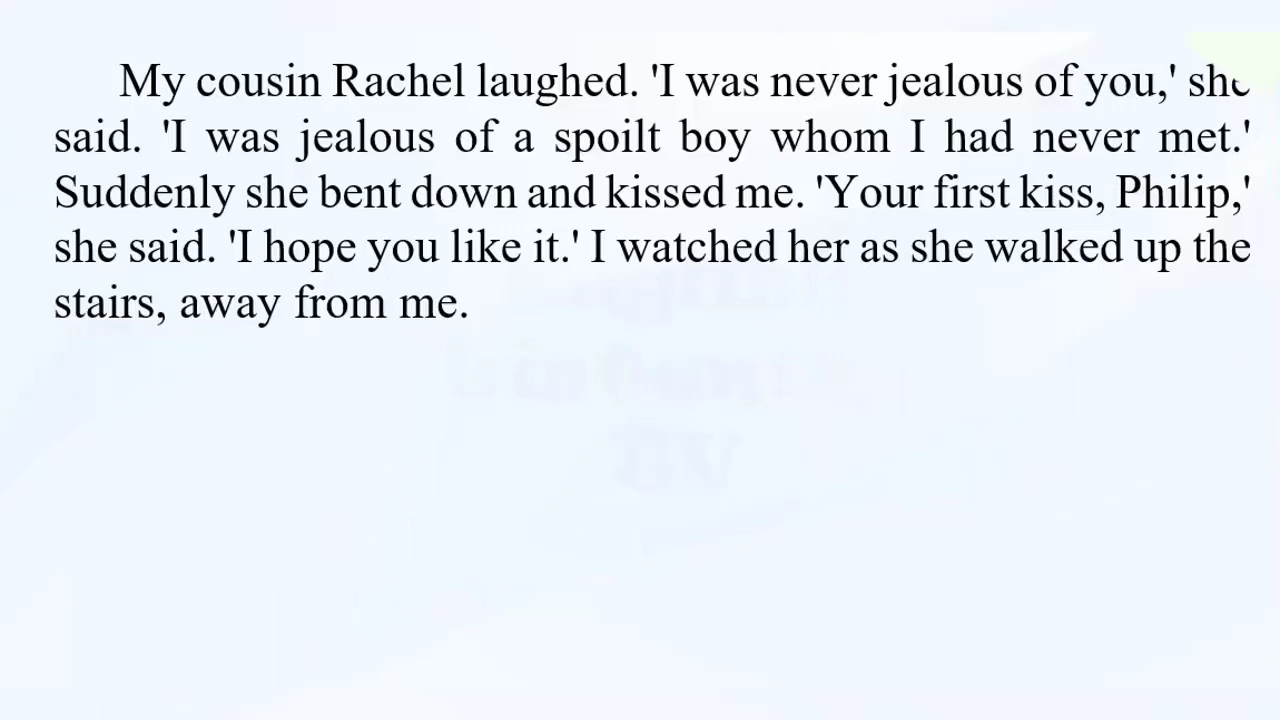 My cousin Rachel laughed. 'I was never jealous of you,' she
said. 'I was jealous of a spoilt boy whom I had never met.'
Suddenly she bent down and kissed me. 'Your first kiss, Philip,'
she said. 'I hope you like it.' I watched her as she walked up the
stairs, away from me.